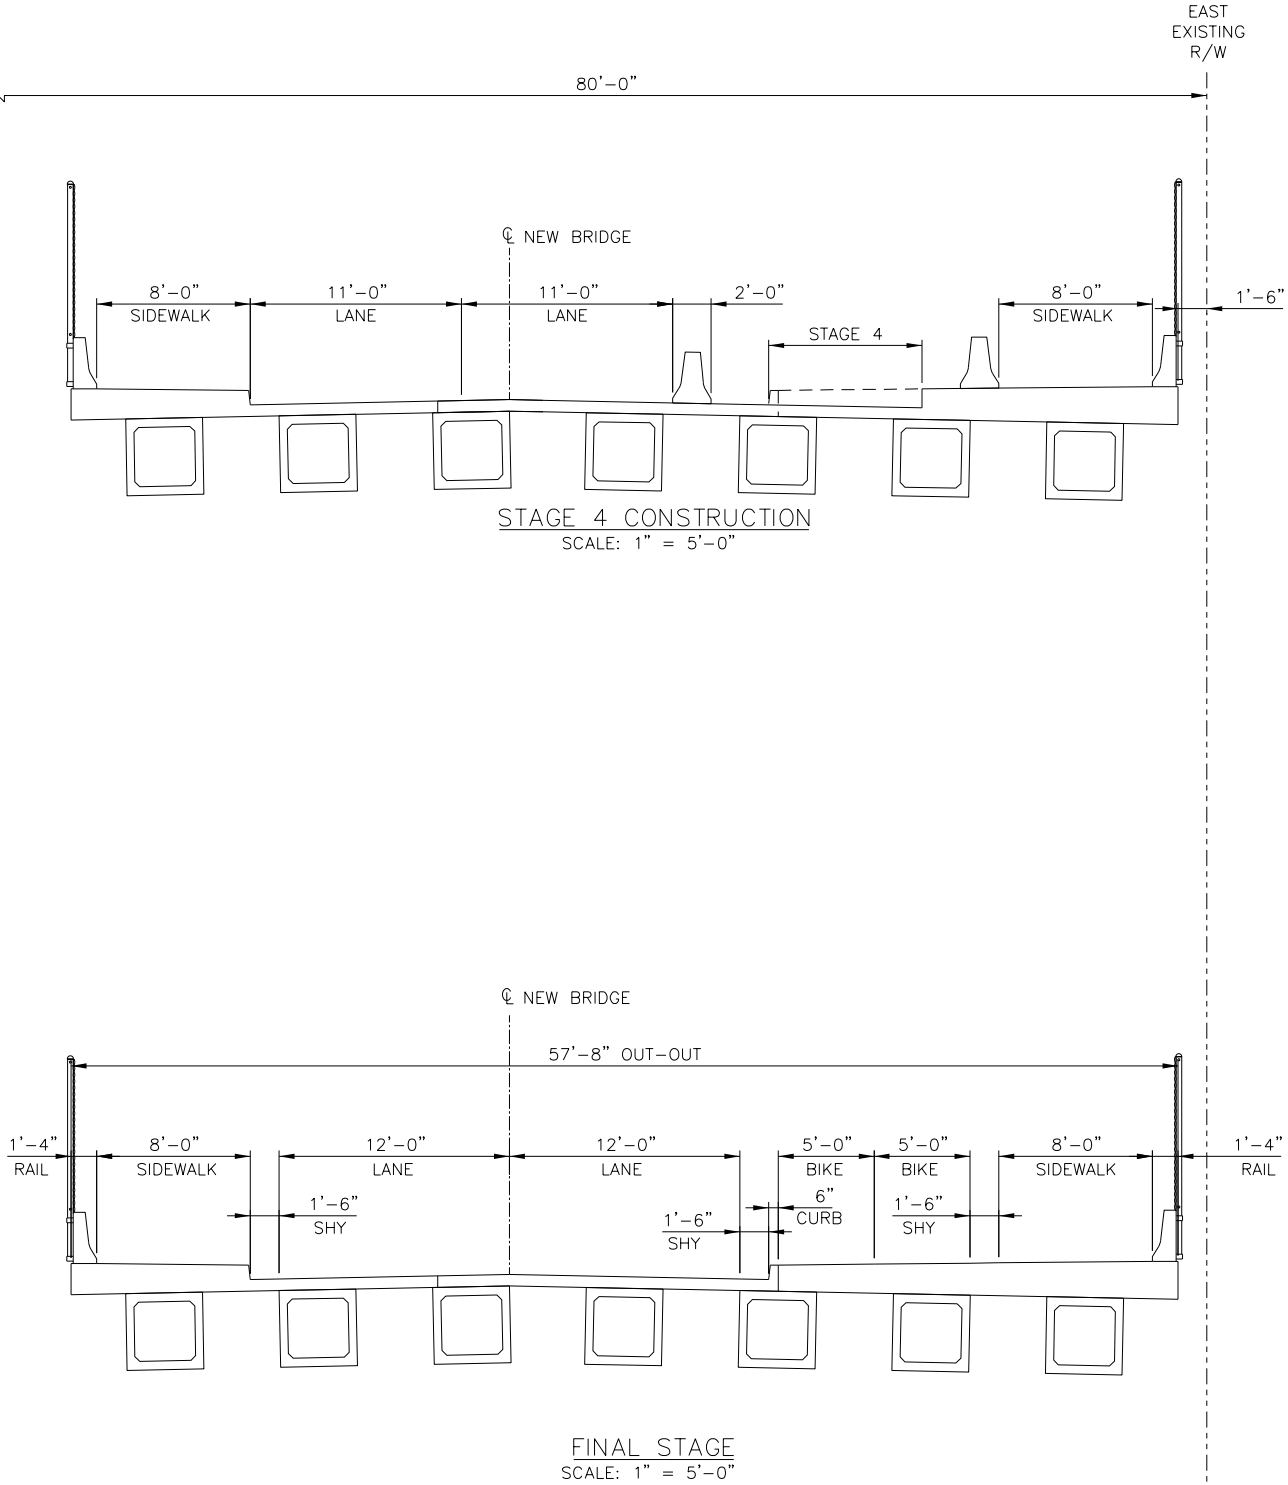 EAST
EXISTING
R/W
80'-0"
℄ NEW BRIDGE
8'-0"
SIDEWALK
11'-0"
LANE
11'-0"
LANE
2'-0"
8'-0"
SIDEWALK
1'-6"
STAGE 4
STAGE 4 CONSTRUCTION
SCALE: 1" = 5'-0"
℄ NEW BRIDGE
57'-8" OUT-OUT
1'-4"
RAIL
8'-0"
SIDEWALK
12'-0"
LANE
12'-0"
LANE
5'-0"
BIKE
5'-0"
BIKE
8'-0"
SIDEWALK
1'-4"
RAIL
1'-6"
SHY
1'-6"
SHY
6"
CURB
1'-6"
SHY
FINAL STAGE
SCALE: 1" = 5'-0"